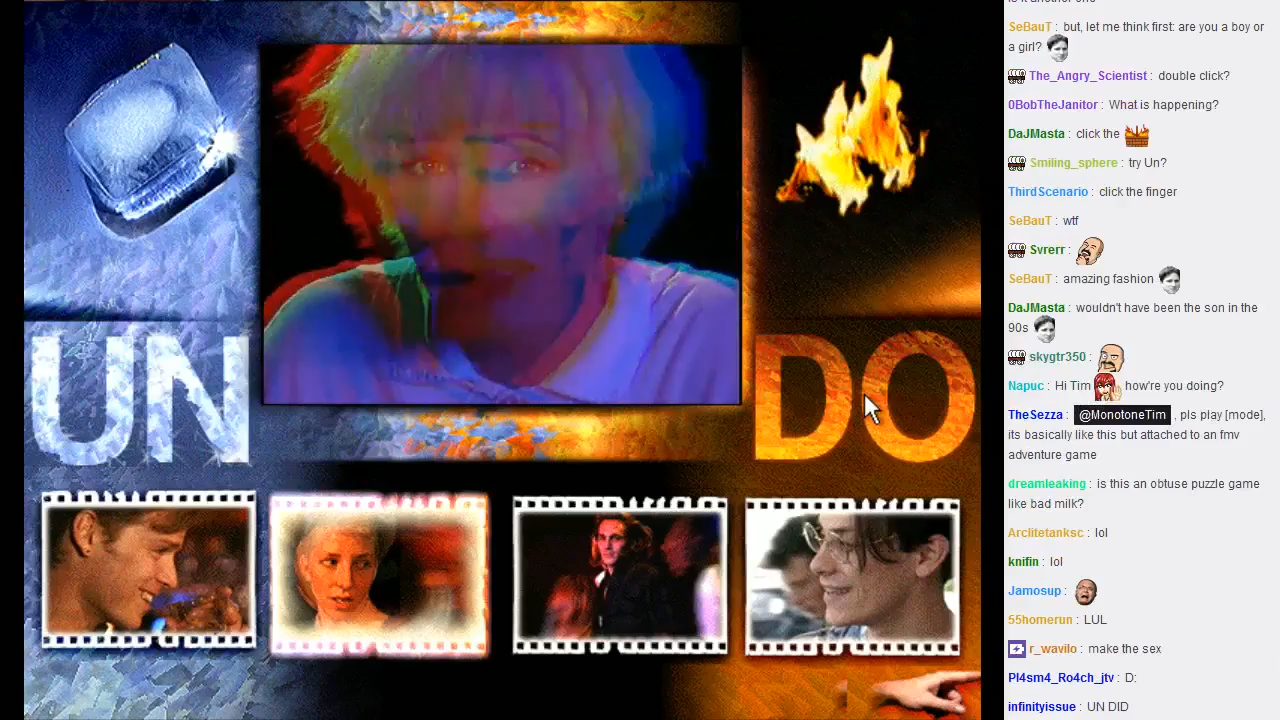 UN
DO
SeBauT : but, let me think first: are you a boy or
a girl?
The_Angry_Scientist : double click?
0BobTheJanitor : What is happening?
DaJMasta : click the
Smiling_sphere : try Un?
ThirdScenario : click the finger
SeBauT : wtf
Svrerr :
SeBauT : amazing fashion
DaJMasta : wouldn't have been the son in the
90s
skygtr350 :
Napuc : Hi Tim how're you doing?
TheSezza : @MonotoneTim , pls play [mode],
its basically like this but attached to an fmv
adventure game
dreamleaking : is this an obtuse puzzle game
like bad milk?
Arclitetanksc : lol
knifin : lol
Jamosup :
55homerun : LUL
r_wavilo : make the sex
Pl4sm4_Ro4ch_jtv : D:
infinityissue : UN DID